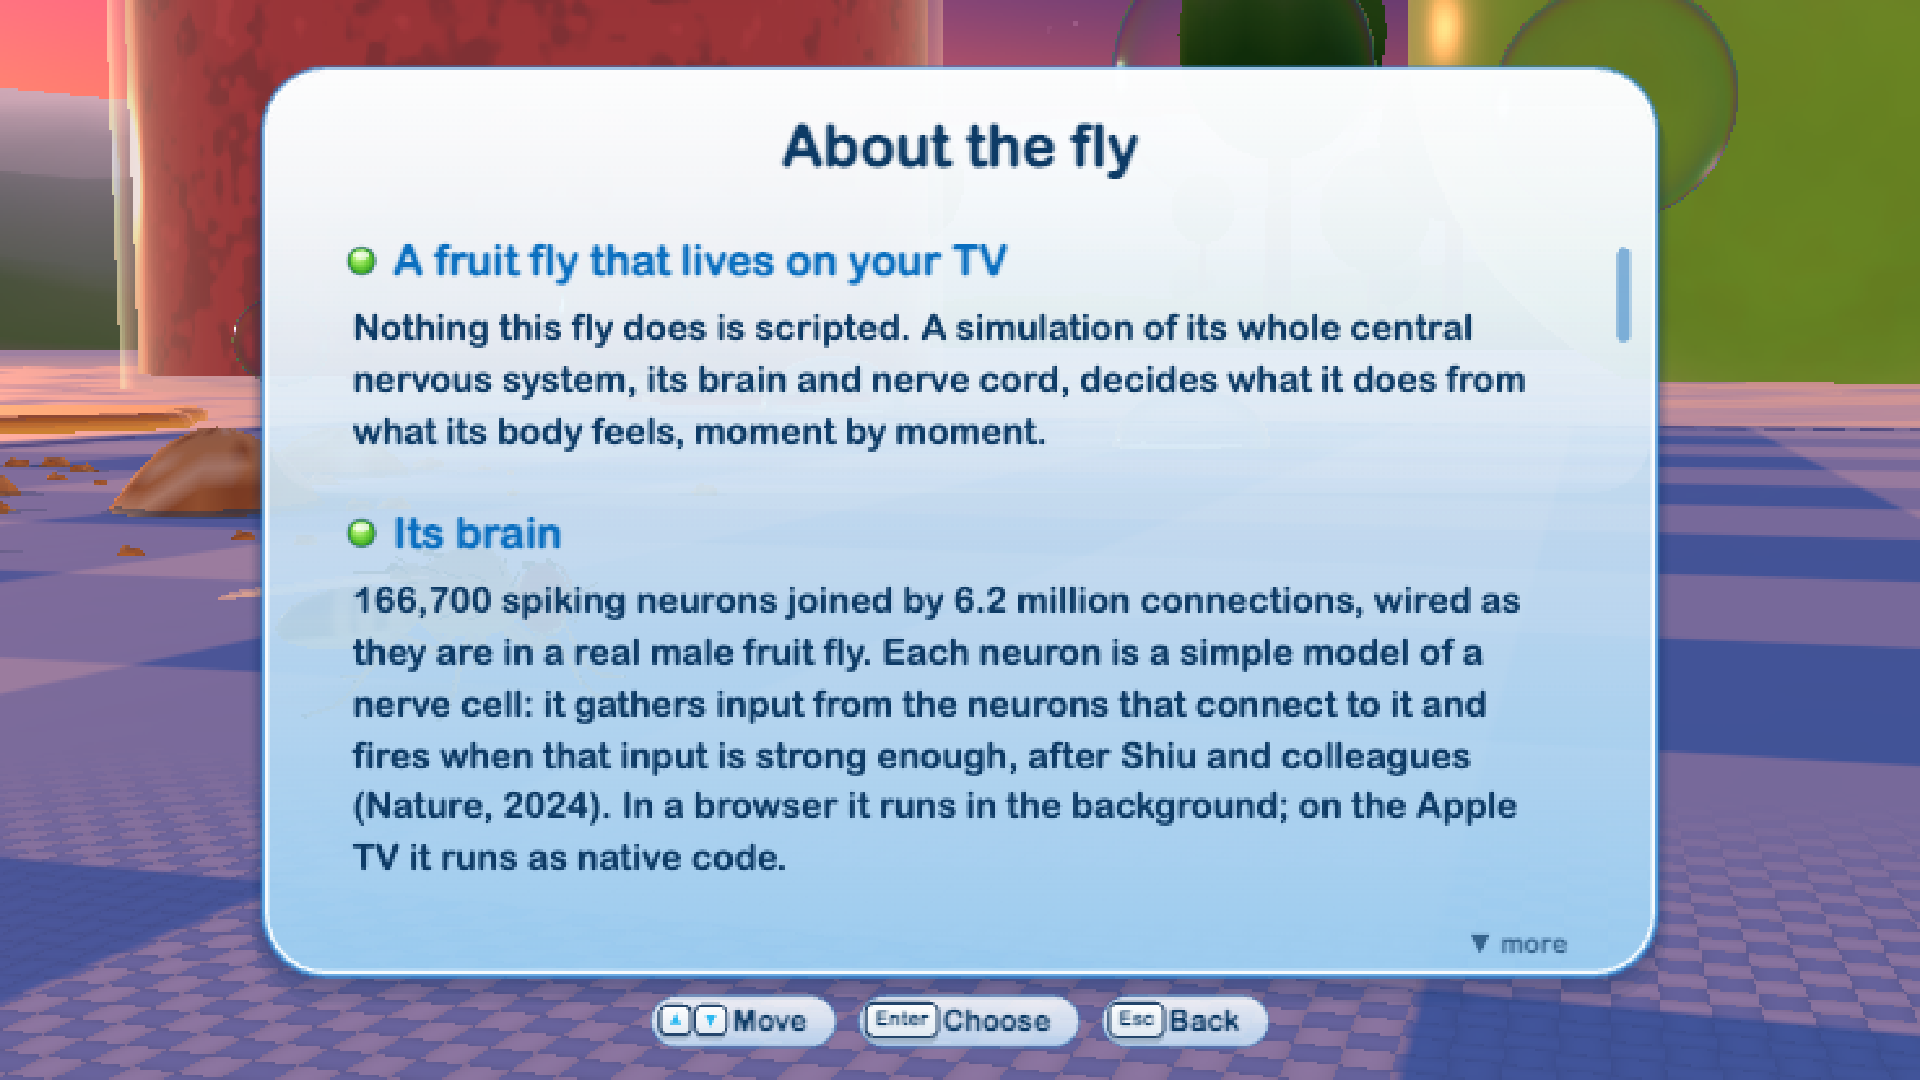 About the fly
A fruit fly that lives on your TV
Nothing this fly does is scripted. A simulation of its whole central
nervous system, its brain and nerve cord, decides what it does from
what its body feels, moment by moment.
Its brain
166,700 spiking neurons joined by 6.2 million connections, wired as
they are in a real male fruit fly. Each neuron is a simple model of a
nerve cell: it gathers input from the neurons that connect to it and
fires when that input is strong enough, after Shiu and colleagues
(Nature, 2024). In a browser it runs in the background; on the Apple
TV it runs as native code.
▼ more
▲ ▼ Move Enter Choose Esc Back